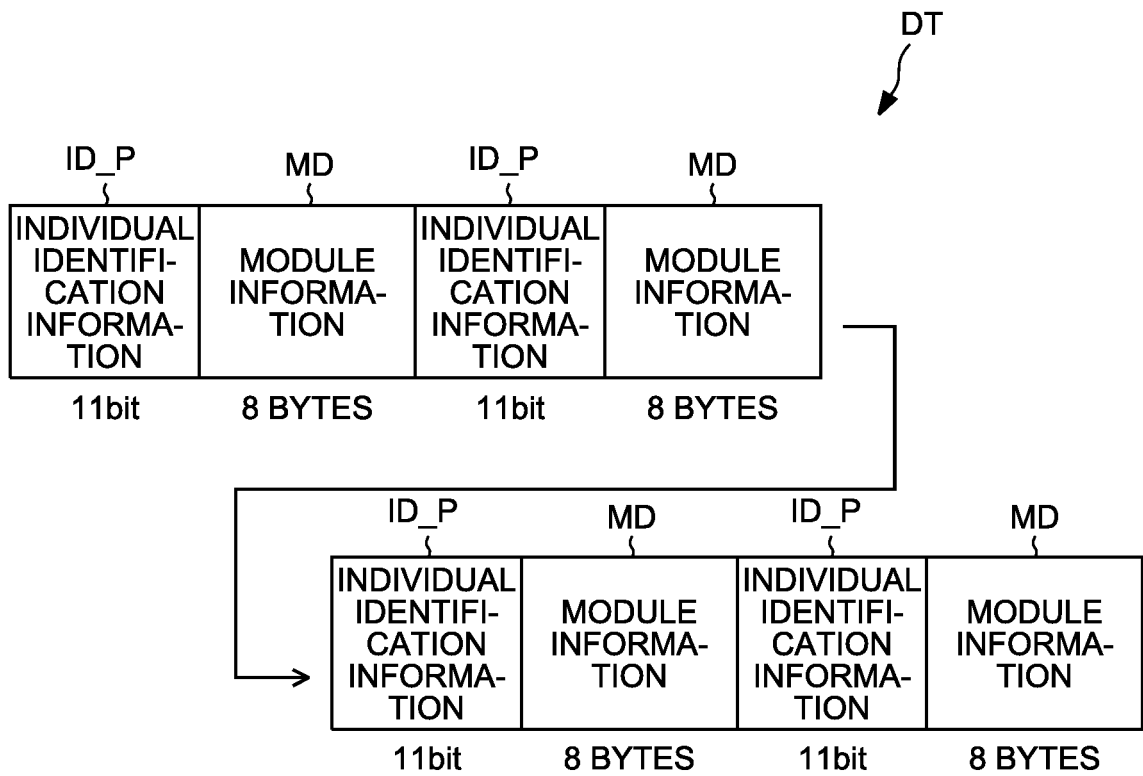 DT
ID_P MD ID_P MD
INDIVIDUAL
IDENTIFI-
CATION
INFORMA-
TION
MODULE
INFORMA-
TION
INDIVIDUAL
IDENTIFI-
CATION
INFORMA-
TION
MODULE
INFORMA-
TION
11bit 8 BYTES 11bit 8 BYTES
ID_P MD ID_P MD
INDIVIDUAL
IDENTIFI-
CATION
INFORMA-
TION
MODULE
INFORMA-
TION
INDIVIDUAL
IDENTIFI-
CATION
INFORMA-
TION
MODULE
INFORMA-
TION
11bit 8 BYTES 11bit 8 BYTES